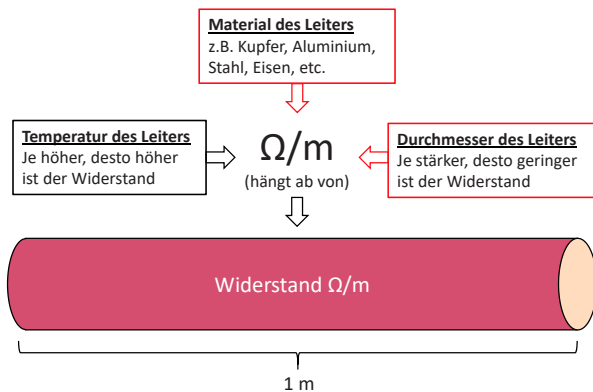 Material des Leiters
z.B. Kupfer, Aluminium,
Stahl, Eisen, etc.
Temperatur des Leiters
Je höher, desto höher
ist der Widerstand
Ω/m
(hängt ab von)
Durchmesser des Leiters
Je stärker, desto geringer
ist der Widerstand
Widerstand Ω/m
1 m